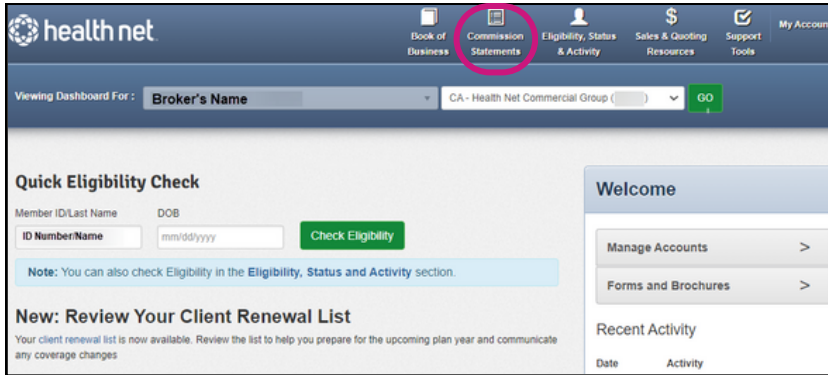 health net.
Book of
Business
Commission
Statements
Eligibility, Status
& Activity
Sales & Quoting
Resources
Support
Tools
My Accoun
Viewing Dashboard For :
Broker's Name
CA - Health Net Commercial Group ( )
GO
Quick Eligibility Check
Member ID/Last Name
DOB
ID Number/Name
mm/dd/yyyy
Check Eligibility
Note: You can also check Eligibility in the Eligibility, Status and Activity section.
New: Review Your Client Renewal List
Your client renewal list is now available. Review the list to help you prepare for the upcoming plan year and communicate
any coverage changes
Welcome
Manage Accounts >
Forms and Brochures >
Recent Activity
Date Activity